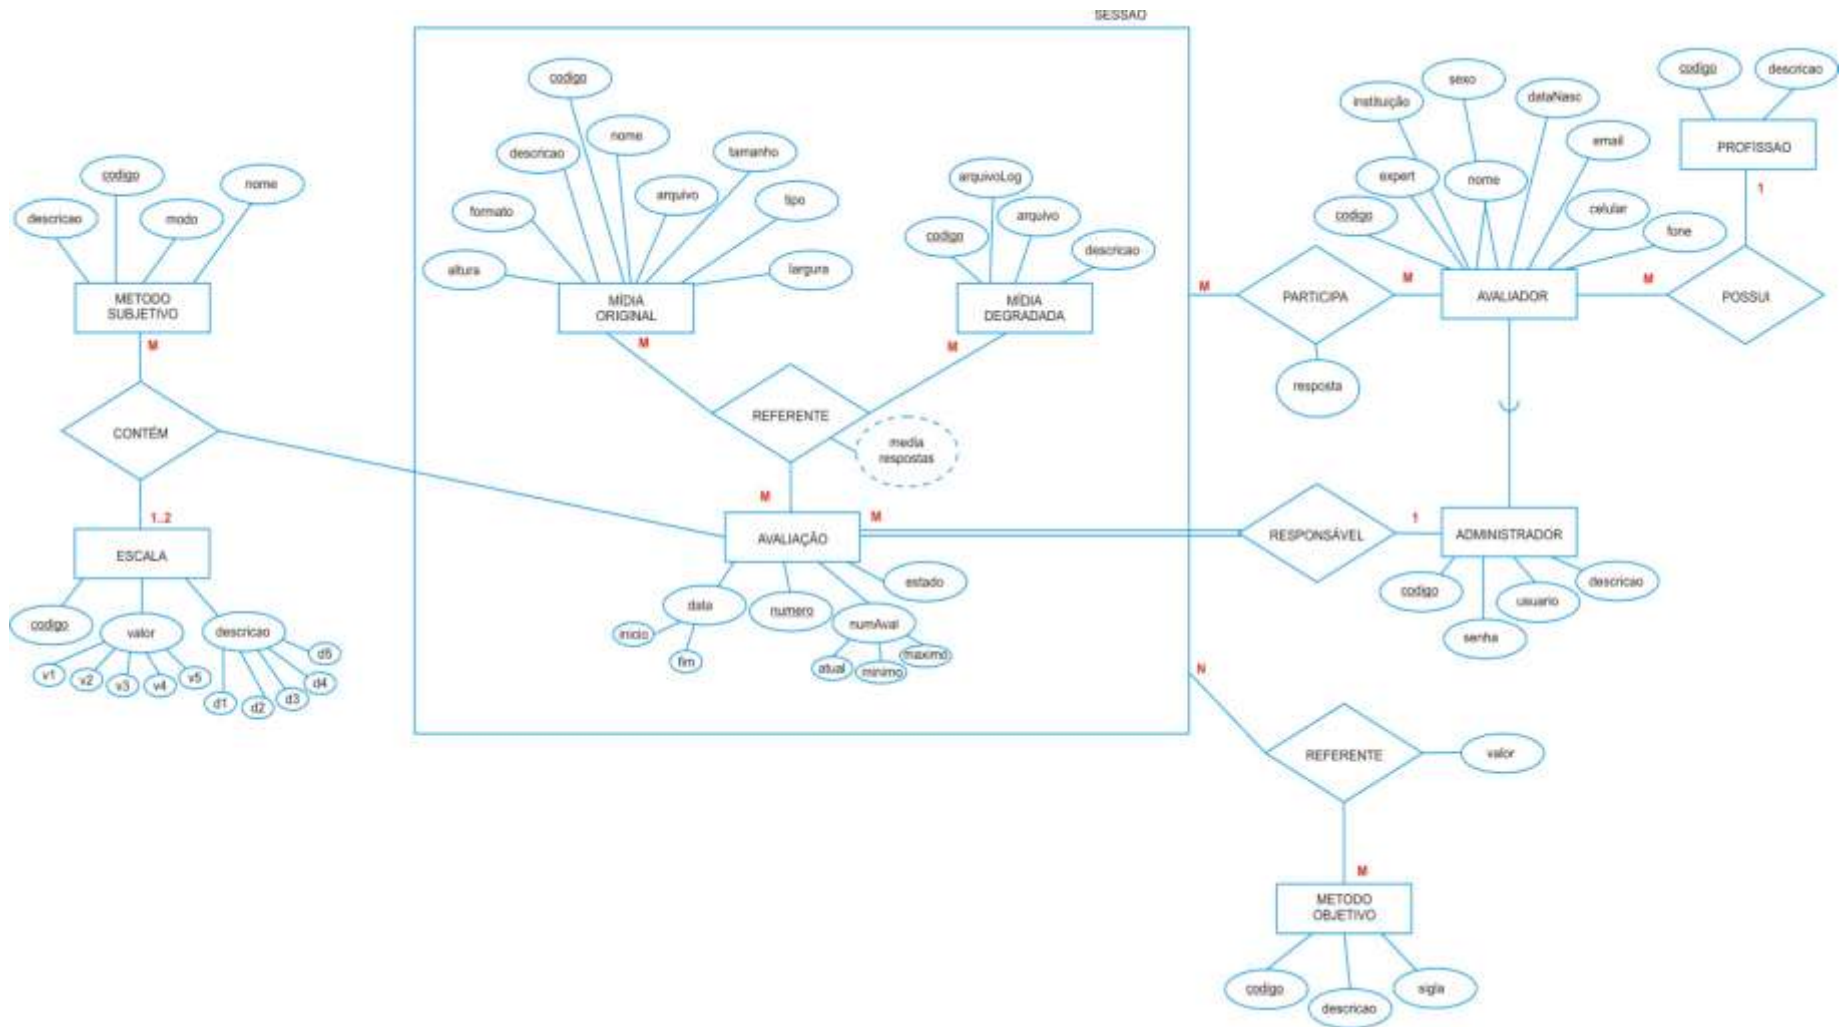 SESSAO
codigo
nome
descricao
tamanho
formato
arquivo
tipo
altura
largura
MÍDIA
ORIGINAL
arquivoLog
arquivo
codigo
descricao
MÍDIA
DEGRADADA
codigo
nome
descricao
modo
METODO
SUBJETIVO
M
CONTÉM
1..2
ESCALA
codigo
valor
descricao
v1
v2
v3
v4
v5
d1
d2
d3
d4
d5
M
M
REFERENTE
media
respostas
M
AVALIAÇÃO
M
data
numero
estado
inicio
fim
numAval
atual
minimo
maximo
sexo
instituição
dataNasc
expert
nome
email
codigo
celular
fone
M
PARTICIPA
M
AVALIADOR
M
POSSUI
resposta
codigo
descricao
PROFISSAO
1
RESPONSÁVEL
1
ADMINISTRADOR
codigo
usuario
descricao
senha
N
REFERENTE
valor
M
METODO
OBJETIVO
codigo
descricao
sigla